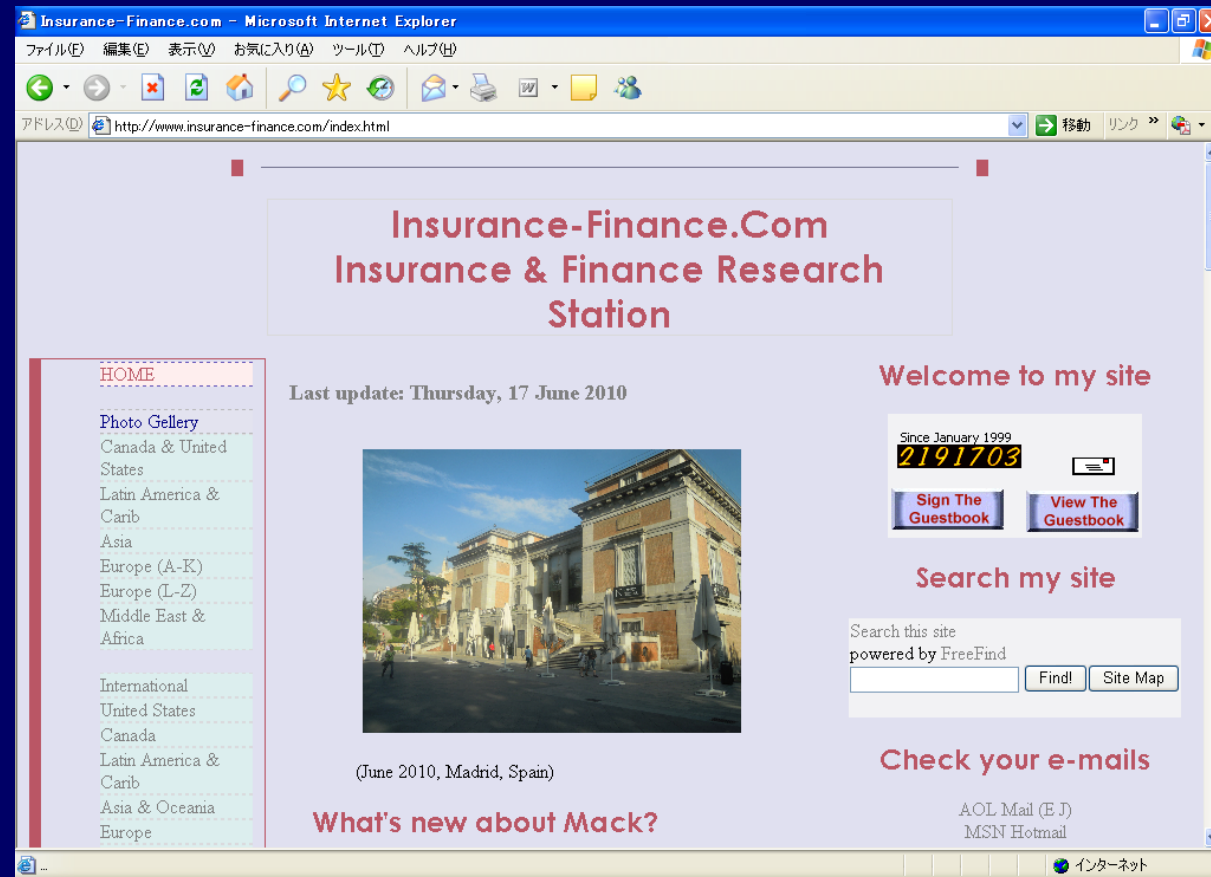 Insurance-Finance.com - Microsoft Internet Explorer
ファイル(F) 編集(E) 表示(V) お気に入り(A) ツール(T) ヘルプ(H)
アドレス(D) http://www.insurance-finance.com/index.html 移動 リンク »
Insurance-Finance.Com
Insurance & Finance Research
Station
HOME
Photo Gellery
Canada & United
States
Latin America &
Carib
Asia
Europe (A-K)
Europe (L-Z)
Middle East &
Africa
International
United States
Canada
Latin America &
Carib
Asia & Oceania
Europe
Last update: Thursday, 17 June 2010
(June 2010, Madrid, Spain)
What's new about Mack?
Welcome to my site
Since January 1999
2191703
Sign The
Guestbook
View The
Guestbook
Search my site
Search this site
powered by FreeFind
Find! Site Map
Check your e-mails
AOL Mail (E J)
MSN Hotmail
... インターネット